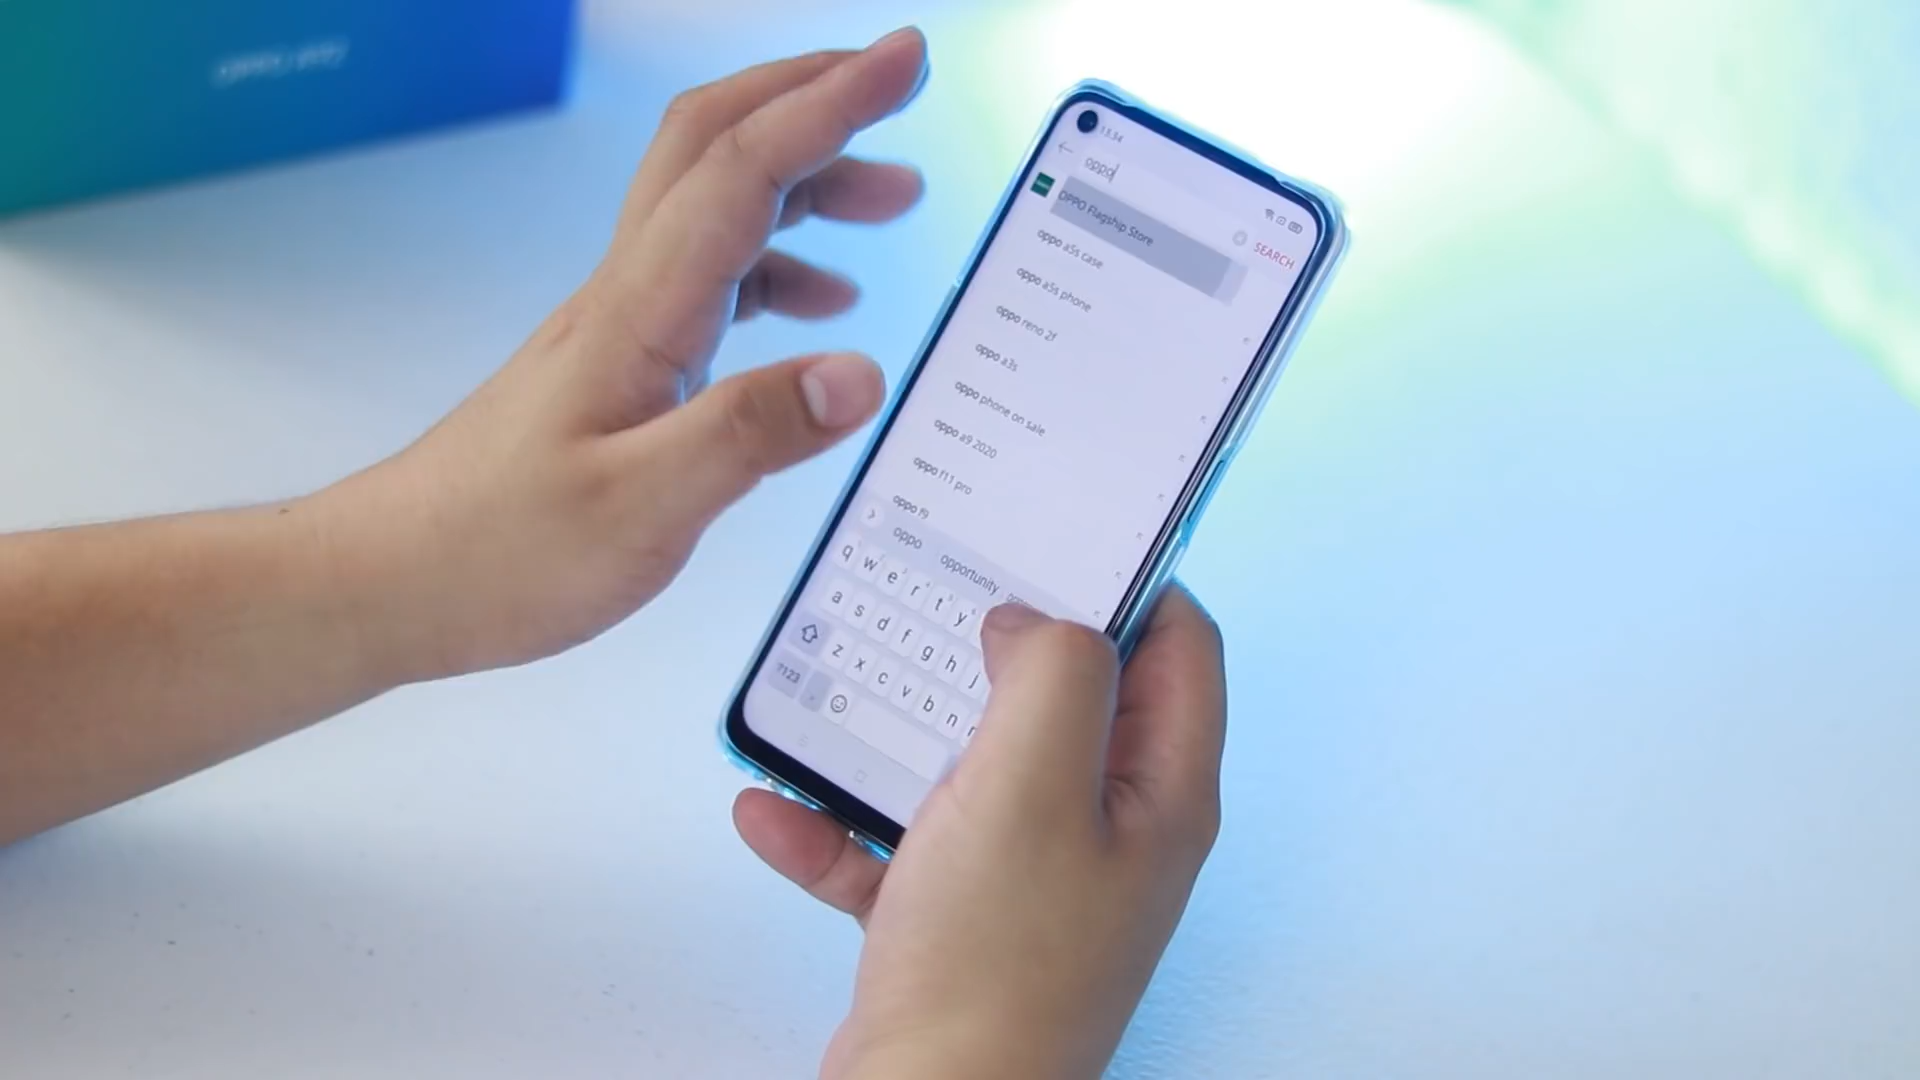 13:34
oppo
OPPO Flagship Store
SEARCH
oppo a5s case
oppo a5s phone
oppo reno 2f
oppo a3s
oppo phone on sale
oppo a9 2020
oppo f11 pro
oppo f9
oppo opportunity
q w e r t y
a s d f g h j
z x c v b n
?123 ,